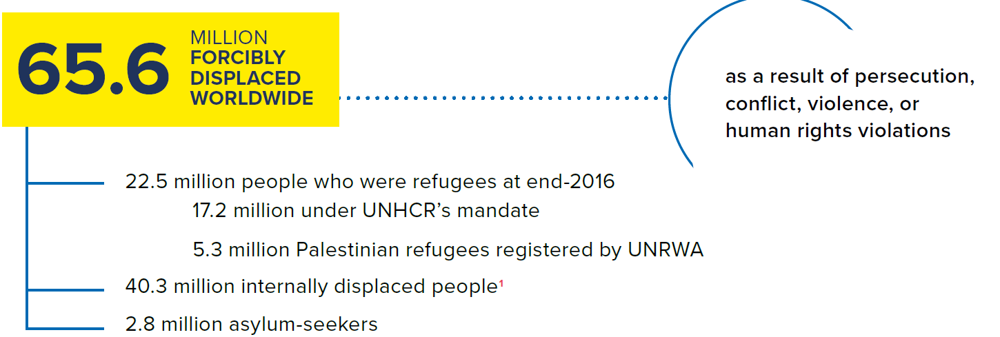 65.6
MILLION
FORCIBLY
DISPLACED
WORLDWIDE
as a result of persecution,
conflict, violence, or
human rights violations
22.5 million people who were refugees at end-2016
17.2 million under UNHCR’s mandate
5.3 million Palestinian refugees registered by UNRWA
40.3 million internally displaced people¹
2.8 million asylum-seekers